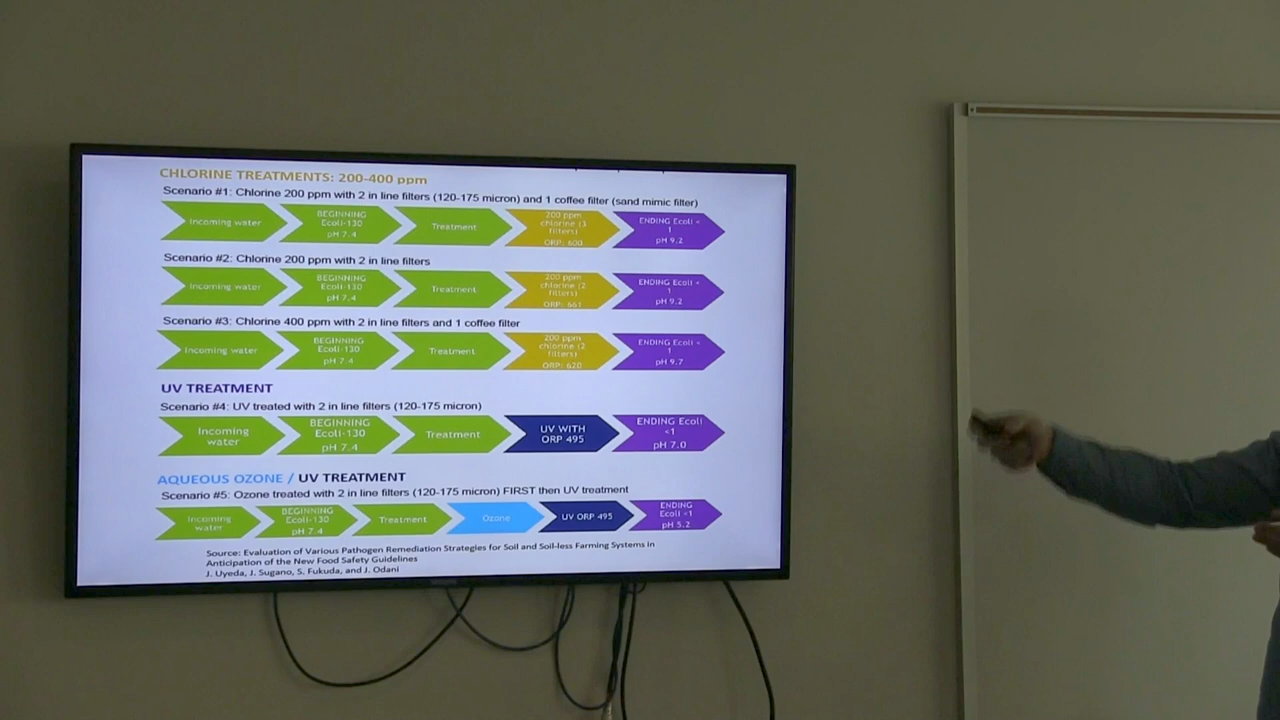 CHLORINE TREATMENTS: 200-400 ppm
Scenario #1: Chlorine 200 ppm with 2 in line filters (120-175 micron) and 1 coffee filter (sand mimic filter)
Incoming water
BEGINNING
Ecoli-130
pH 7.4
Treatment
200 ppm
chlorine (3
filters)
ORP: 600
ENDING Ecoli <
1
pH 9.2
Scenario #2: Chlorine 200 ppm with 2 in line filters
Incoming water
BEGINNING
Ecoli-130
pH 7.4
Treatment
200 ppm
chlorine (2
filters)
ORP: 661
ENDING Ecoli <
1
pH 9.2
Scenario #3: Chlorine 400 ppm with 2 in line filters and 1 coffee filter
Incoming water
BEGINNING
Ecoli-130
pH 7.4
Treatment
200 ppm
chlorine (2
filters)
ORP: 620
ENDING Ecoli <
1
pH 9.7
UV TREATMENT
Scenario #4: UV treated with 2 in line filters (120-175 micron)
Incoming
water
BEGINNING
Ecoli-130
pH 7.4
Treatment
UV WITH
ORP 495
ENDING Ecoli
<1
pH 7.0
AQUEOUS OZONE / UV TREATMENT
Scenario #5: Ozone treated with 2 in line filters (120-175 micron) FIRST then UV treatment
Incoming
water
BEGINNING
Ecoli-130
pH 7.4
Treatment
Ozone
UV ORP 495
ENDING
Ecoli <1
pH 5.2
Source: Evaluation of Various Pathogen Remediation Strategies for Soil and Soil-less Farming Systems in
Anticipation of the New Food Safety Guidelines
J. Uyeda, J. Sugano, S. Fukuda, and J. Odani